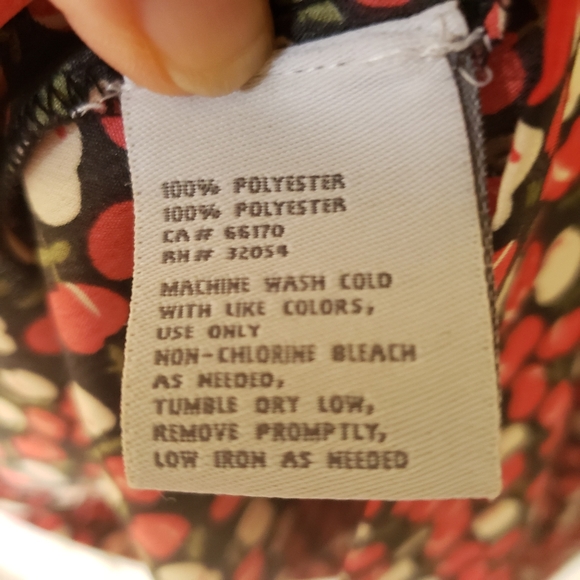 100% POLYESTER
100% POLYESTER
CA# 66170
RN# 32054
MACHINE WASH COLD
WITH LIKE COLORS,
USE ONLY
NON-CHLORINE BLEACH
AS NEEDED,
TUMBLE DRY LOW,
REMOVE PROMPTLY,
LOW IRON AS NEEDED